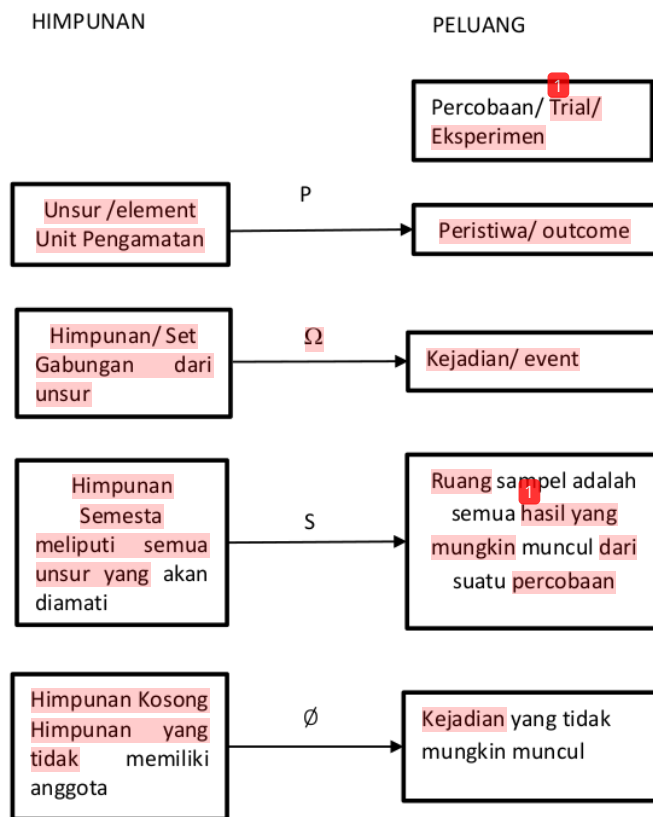 HIMPUNAN
PELUANG
1
Percobaan/ Trial/
Eksperimen
Unsur /element
Unit Pengamatan
P
Peristiwa/ outcome
Himpunan/ Set
Gabungan dari
unsur
Ω
Kejadian/ event
Himpunan
Semesta
meliputi semua
unsur yang akan
diamati
S
Ruang sampel adalah
1
semua hasil yang
mungkin muncul dari
suatu percobaan
Himpunan Kosong
Himpunan yang
tidak memiliki
anggota
∅
Kejadian yang tidak
mungkin muncul